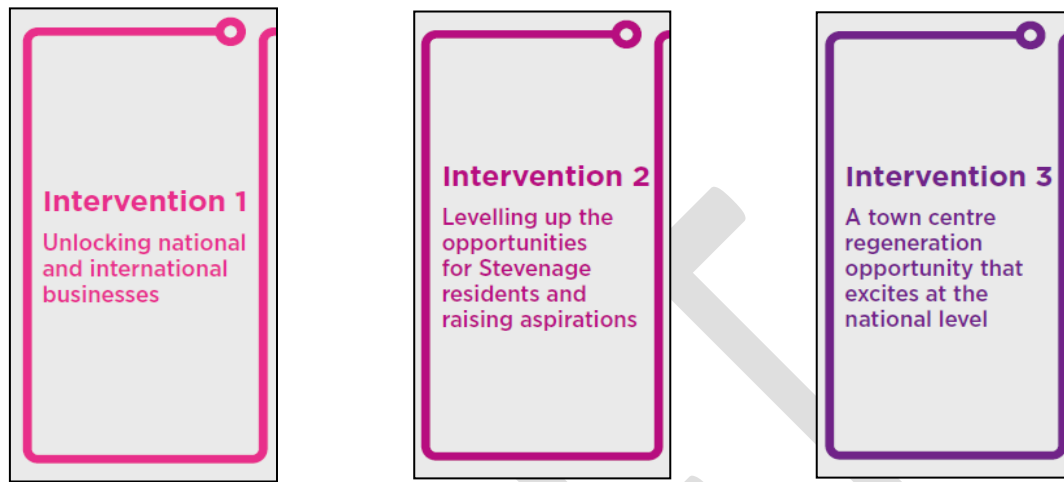 Intervention 1
Unlocking national
and international
businesses
Intervention 2
Levelling up the
opportunities
for Stevenage
residents and
raising aspirations
Intervention 3
A town centre
regeneration
opportunity that
excites at the
national level